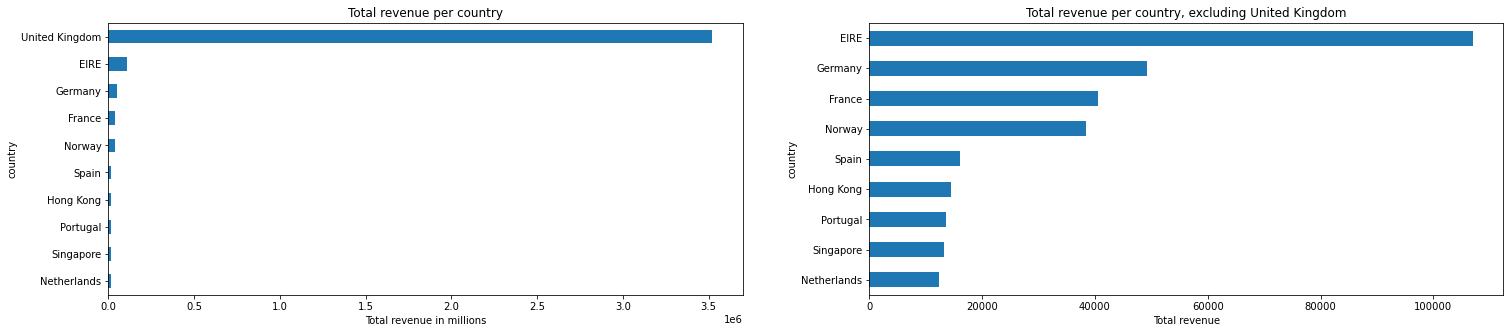 Total revenue per country
United Kingdom
EIRE
Germany
France
Norway
Spain
Hong Kong
Portugal
Singapore
Netherlands
country
0.0 0.5 1.0 1.5 2.0 2.5 3.0 3.5
1e6
Total revenue in millions
Total revenue per country, excluding United Kingdom
EIRE
Germany
France
Norway
Spain
Hong Kong
Portugal
Singapore
Netherlands
country
0 20000 40000 60000 80000 100000
Total revenue